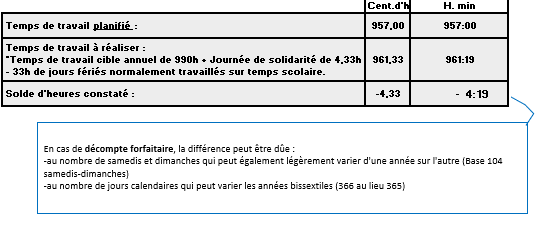 Cent.d'h H. min
Temps de travail planifié : 957,00 957:00
Temps de travail à réaliser :
"Temps de travail cible annuel de 990h + Journée de solidarité de 4,33h 961,33 961:19
- 33h de jours fériés normalement travaillés sur temps scolaire.
Solde d'heures constaté : -4,33 - 4:19
En cas de décompte forfaitaire, la différence peut être dûe :
-au nombre de samedis et dimanches qui peut également légèrement varier d'une année sur l'autre (Base 104
samedis-dimanches)
-au nombre de jours calendaires qui peut varier les années bissextiles (366 au lieu 365)